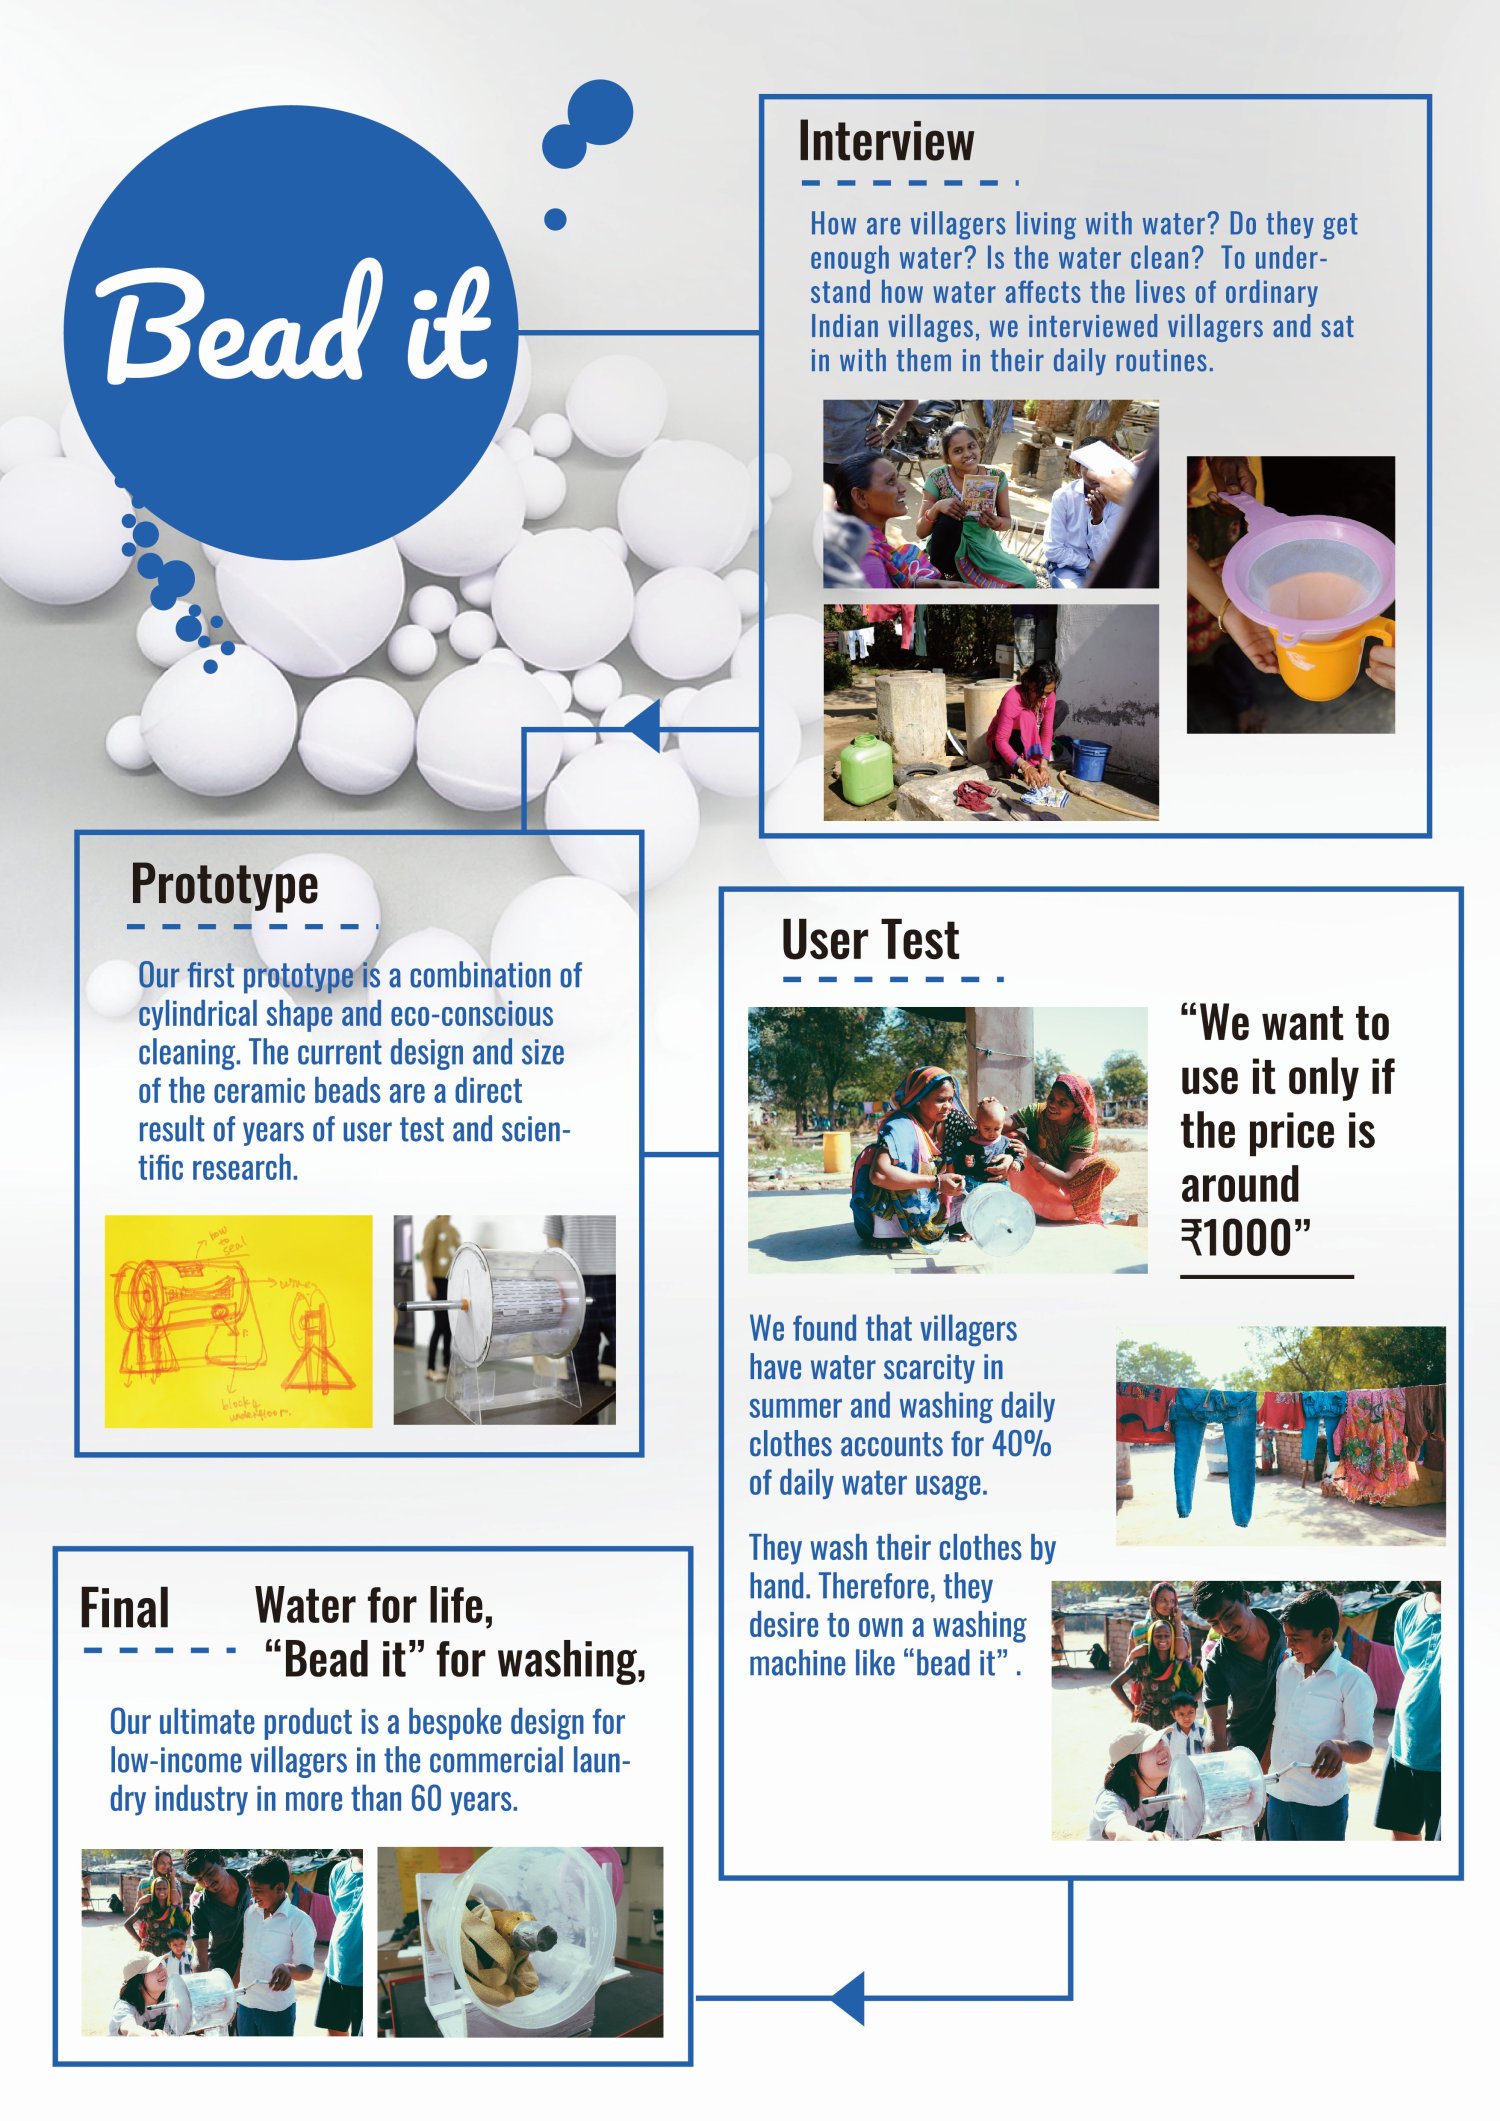 Bead it
Interview
How are villagers living with water? Do they get
enough water? Is the water clean?  To under-
stand how water affects the lives of ordinary
Indian villages, we interviewed villagers and sat
in with them in their daily routines.
Prototype
Our first prototype is a combination of
cylindrical shape and eco-conscious
cleaning. The current design and size
of the ceramic beads are a direct
result of years of user test and scien-
tific research.
how
to
seal
block y
underfloor.
User Test
“We want to
use it only if
the price is
around
₹1000”
We found that villagers
have water scarcity in
summer and washing daily
clothes accounts for 40%
of daily water usage.
They wash their clothes by
hand. Therefore, they
desire to own a washing
machine like “bead it” .
Final
Water for life,
“Bead it” for washing,
Our ultimate product is a bespoke design for
low-income villagers in the commercial laun-
dry industry in more than 60 years.